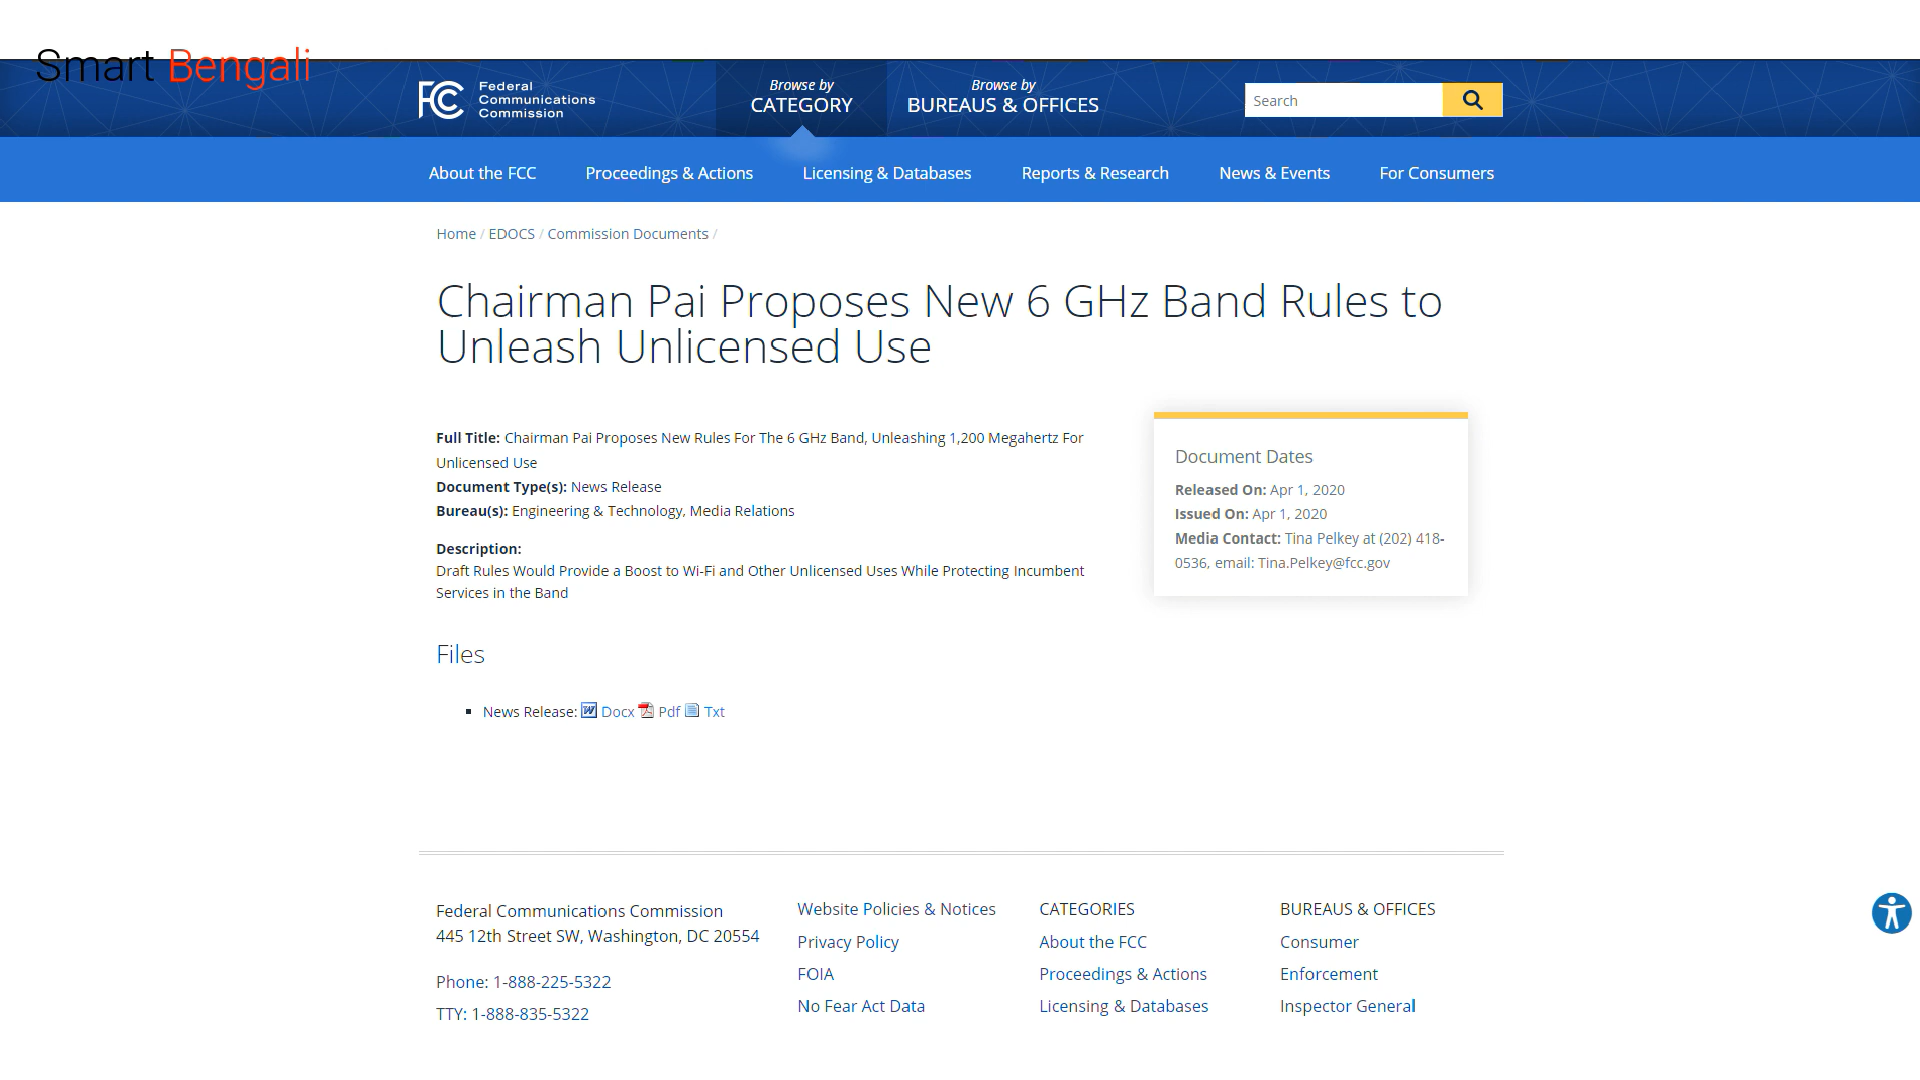 Smart Bengali
FCC
Federal
Communications
Commission
Browse by
CATEGORY
Browse by
BUREAUS & OFFICES
Search
About the FCC
Proceedings & Actions
Licensing & Databases
Reports & Research
News & Events
For Consumers
Home / EDOCS / Commission Documents /
Chairman Pai Proposes New 6 GHz Band Rules to
Unleash Unlicensed Use
Full Title: Chairman Pai Proposes New Rules For The 6 GHz Band, Unleashing 1,200 Megahertz For
Unlicensed Use
Document Type(s): News Release
Bureau(s): Engineering & Technology, Media Relations
Description:
Draft Rules Would Provide a Boost to Wi-Fi and Other Unlicensed Uses While Protecting Incumbent
Services in the Band
Document Dates
Released On: Apr 1, 2020
Issued On: Apr 1, 2020
Media Contact: Tina Pelkey at (202) 418-
0536, email: Tina.Pelkey@fcc.gov
Files
News Release: Docx Pdf Txt
Federal Communications Commission
445 12th Street SW, Washington, DC 20554
Phone: 1-888-225-5322
TTY: 1-888-835-5322
Website Policies & Notices
Privacy Policy
FOIA
No Fear Act Data
CATEGORIES
About the FCC
Proceedings & Actions
Licensing & Databases
BUREAUS & OFFICES
Consumer
Enforcement
Inspector General